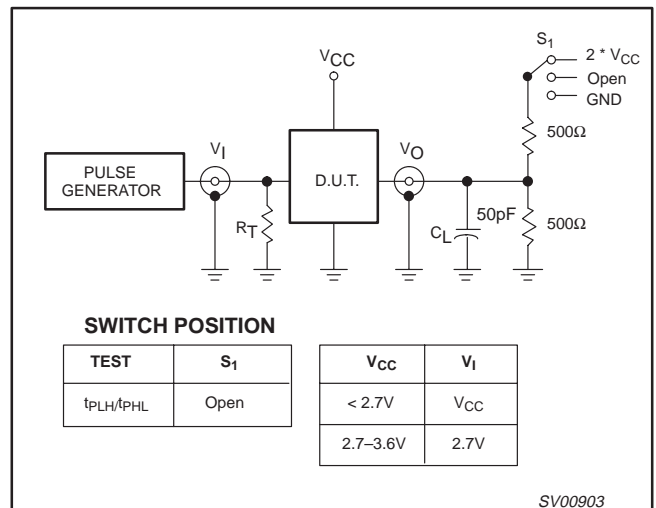 S1
2 * VCC
Open
GND
VCC
500Ω
VI
VO
PULSE
GENERATOR
D.U.T.
RT
50pF
CL
500Ω
SWITCH POSITION
TEST S1
tPLH/tPHL Open
VCC VI
< 2.7V VCC
2.7–3.6V 2.7V
SV00903